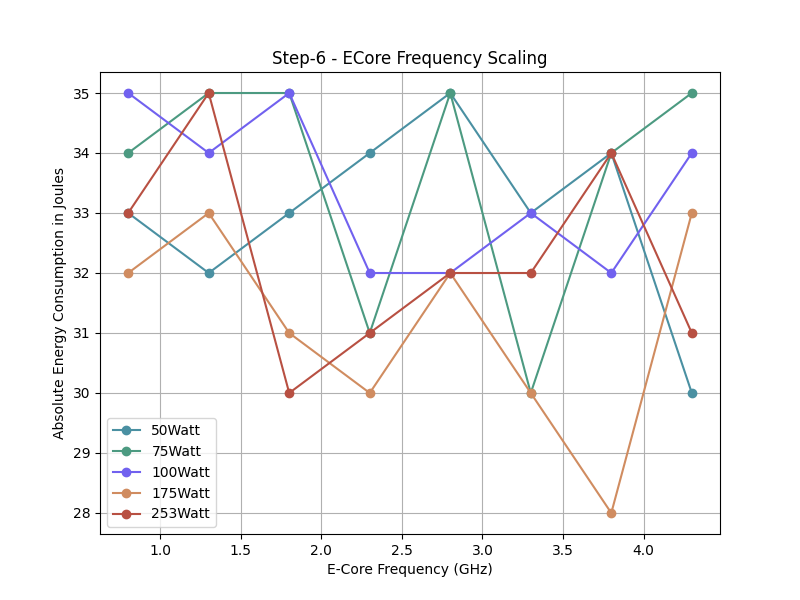 Step-6 - ECore Frequency Scaling
Absolute Energy Consumption in Joules
35
34
33
32
31
30
29
28
50Watt
75Watt
100Watt
175Watt
253Watt
1.0 1.5 2.0 2.5 3.0 3.5 4.0
E-Core Frequency (GHz)